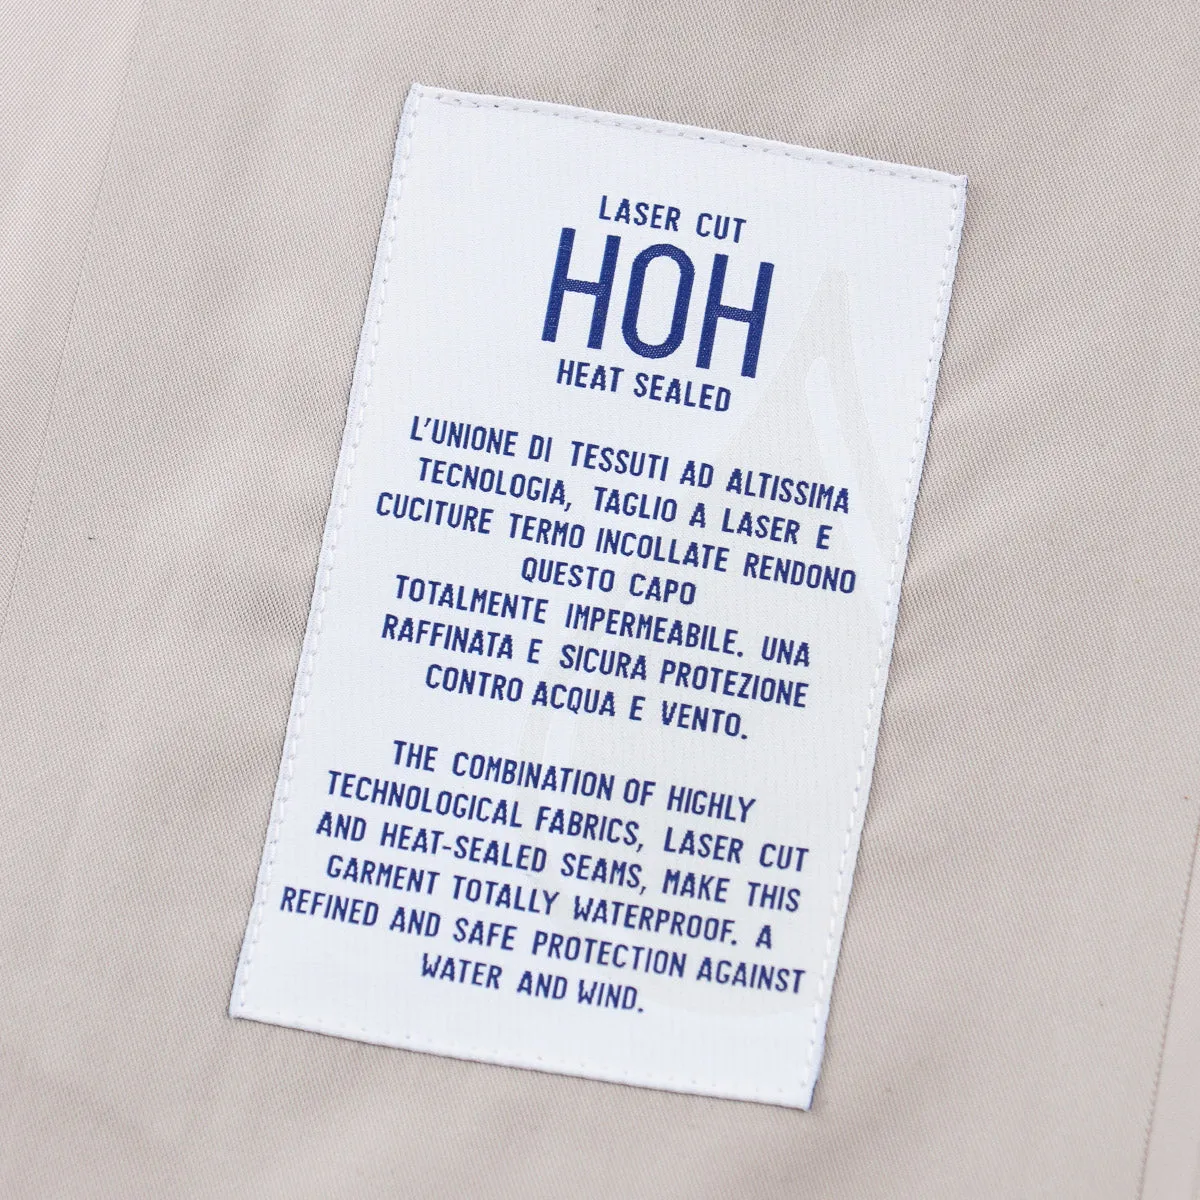 LASER CUT
HOH
HEAT SEALED
L'UNIONE DI TESSUTI AD ALTISSIMA
TECNOLOGIA, TAGLIO A LASER E
CUCITURE TERMO INCOLLATE RENDONO
QUESTO CAPO
TOTALMENTE IMPERMEABILE. UNA
RAFFINATA E SICURA PROTEZIONE
CONTRO ACQUA E VENTO.
THE COMBINATION OF HIGHLY
TECHNOLOGICAL FABRICS, LASER CUT
AND HEAT-SEALED SEAMS, MAKE THIS
GARMENT TOTALLY WATERPROOF. A
REFINED AND SAFE PROTECTION AGAINST
WATER AND WIND.